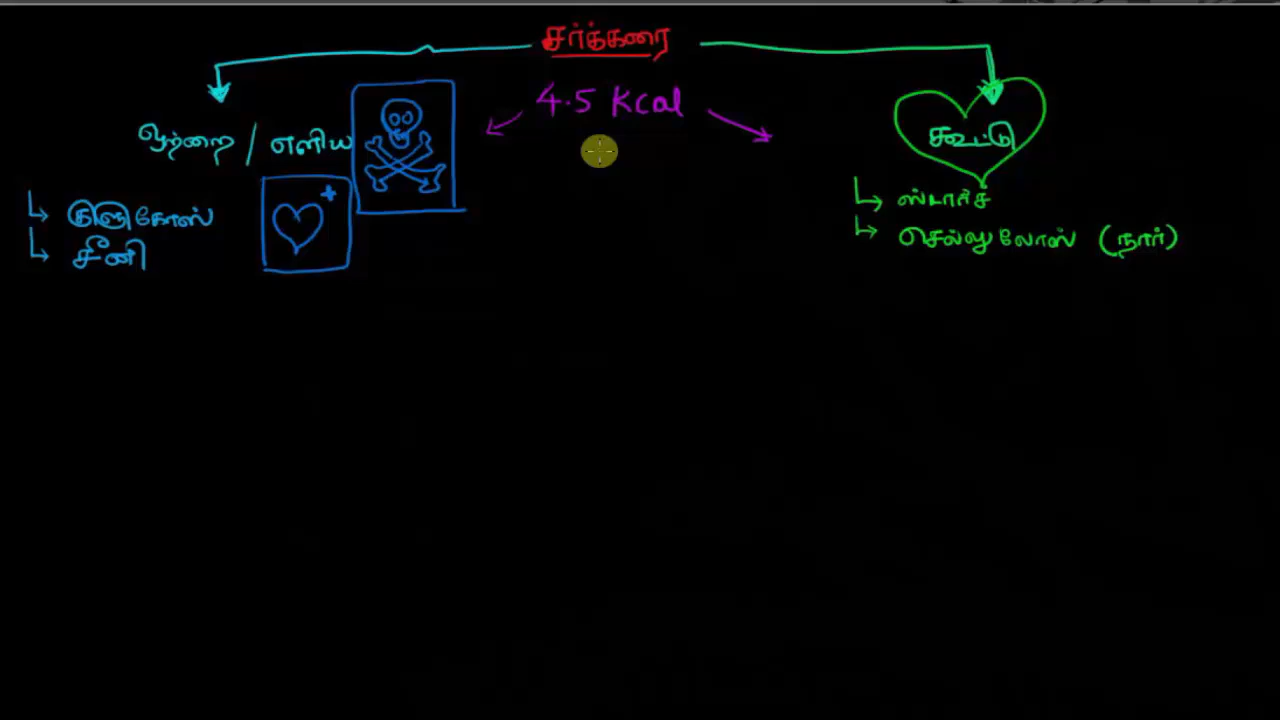 சர்க்கரை
4.5 Kcal
ஒற்றை / எளிய
கூட்டு
குளுகோஸ்
சீனி
ஸ்டார்ச்
செல்லுலோஸ் (நார்)